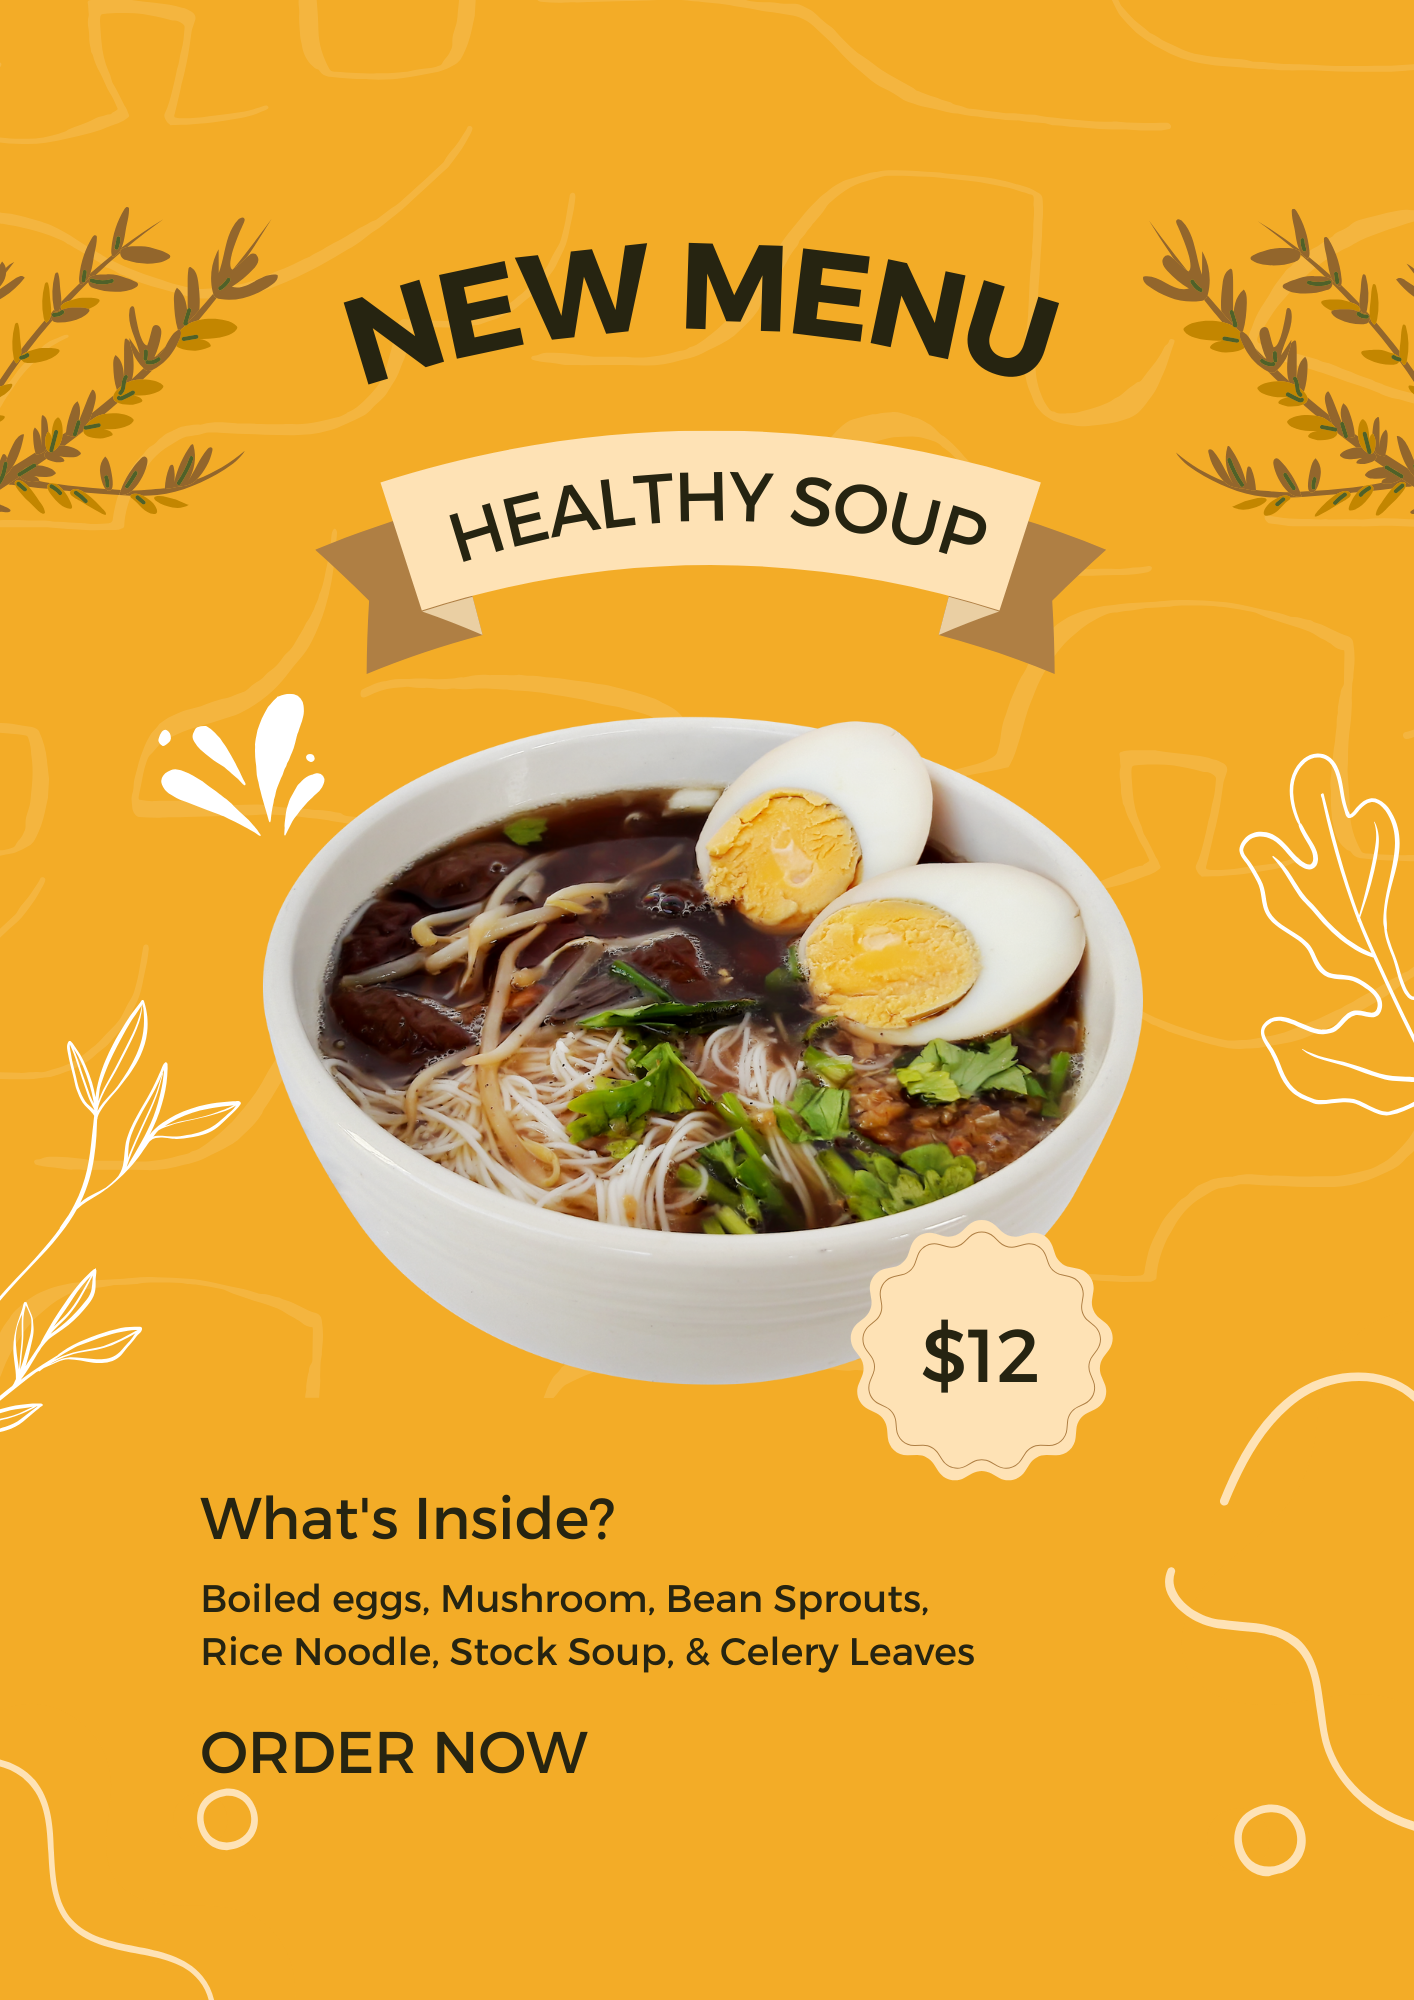 NEW MENU
HEALTHY SOUP
$12
What's Inside?
Boiled eggs, Mushroom, Bean Sprouts,
Rice Noodle, Stock Soup, & Celery Leaves
ORDER NOW